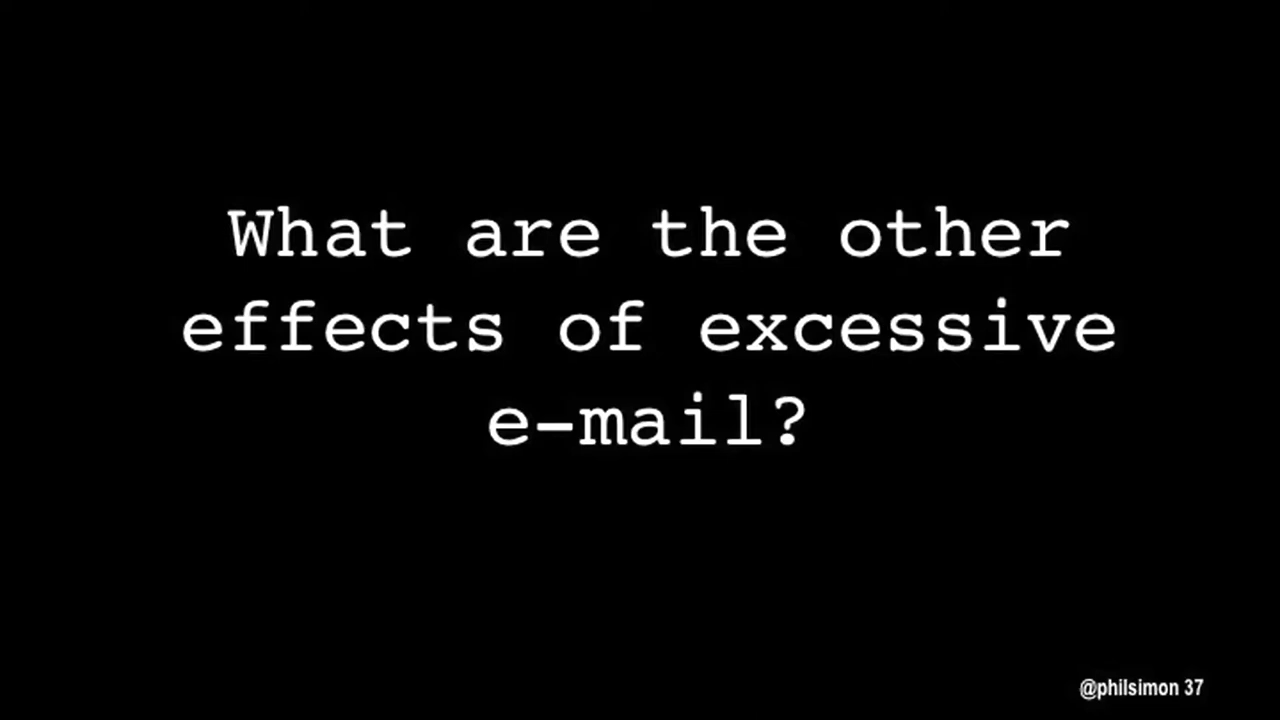 What are the other
effects of excessive
e-mail?
@philsimon 37